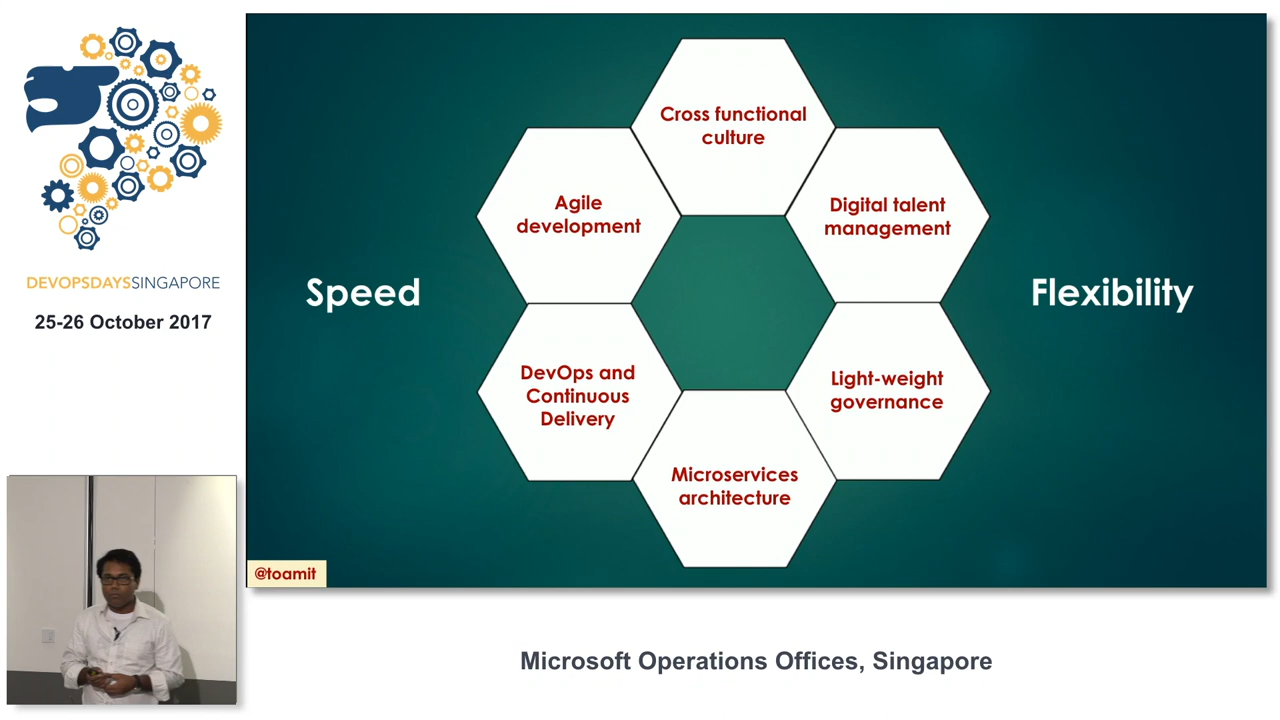 DEVOPSDAYSSINGAPORE
25-26 October 2017
Cross functional
culture
Agile
development
Digital talent
management
Speed
Flexibility
DevOps and
Continuous
Delivery
Light-weight
governance
Microservices
architecture
@toamit
Microsoft Operations Offices, Singapore